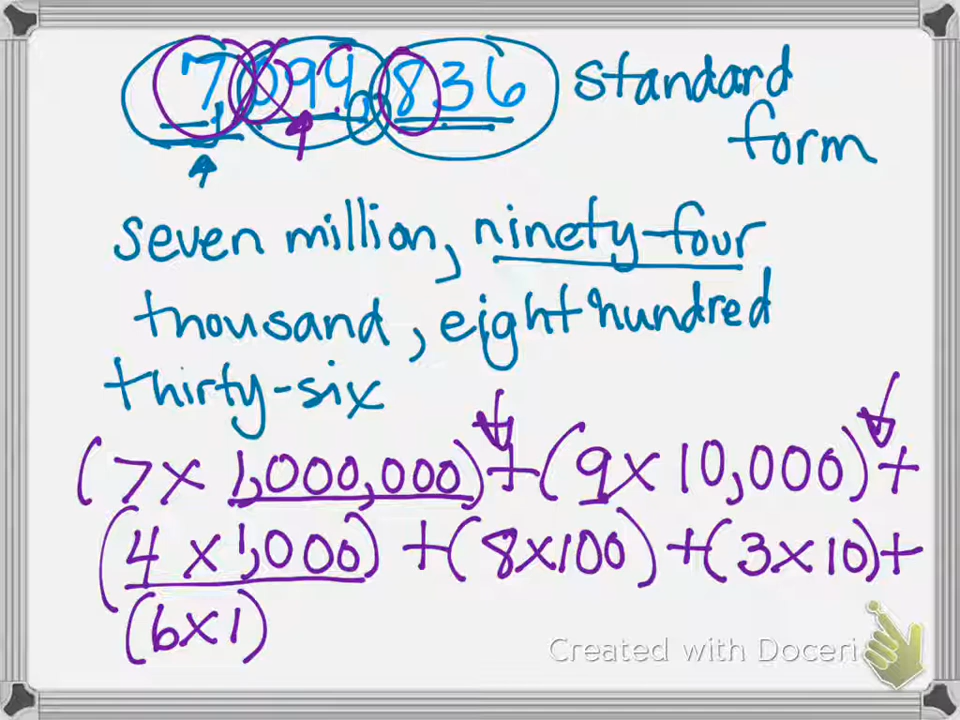 7,094,836 standard
form
seven million, ninety-four
thousand, eight hundred
thirty-six
(7 x 1,000,000) + (9 x 10,000) +
(4 x 1,000) + (8 x 100) + (3 x 10) +
(6 x 1)
Created with Doceri